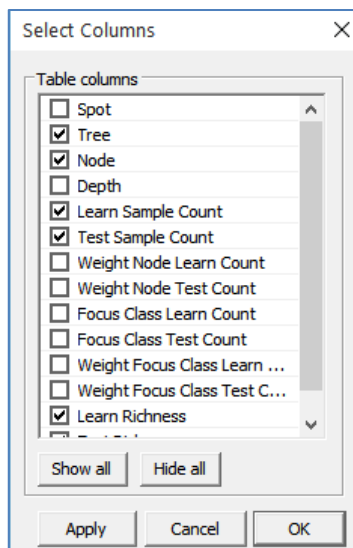 Select Columns
Table columns
Spot
Tree
Node
Depth
Learn Sample Count
Test Sample Count
Weight Node Learn Count
Weight Node Test Count
Focus Class Learn Count
Focus Class Test Count
Weight Focus Class Learn ...
Weight Focus Class Test C...
Learn Richness
Show all Hide all
Apply Cancel OK